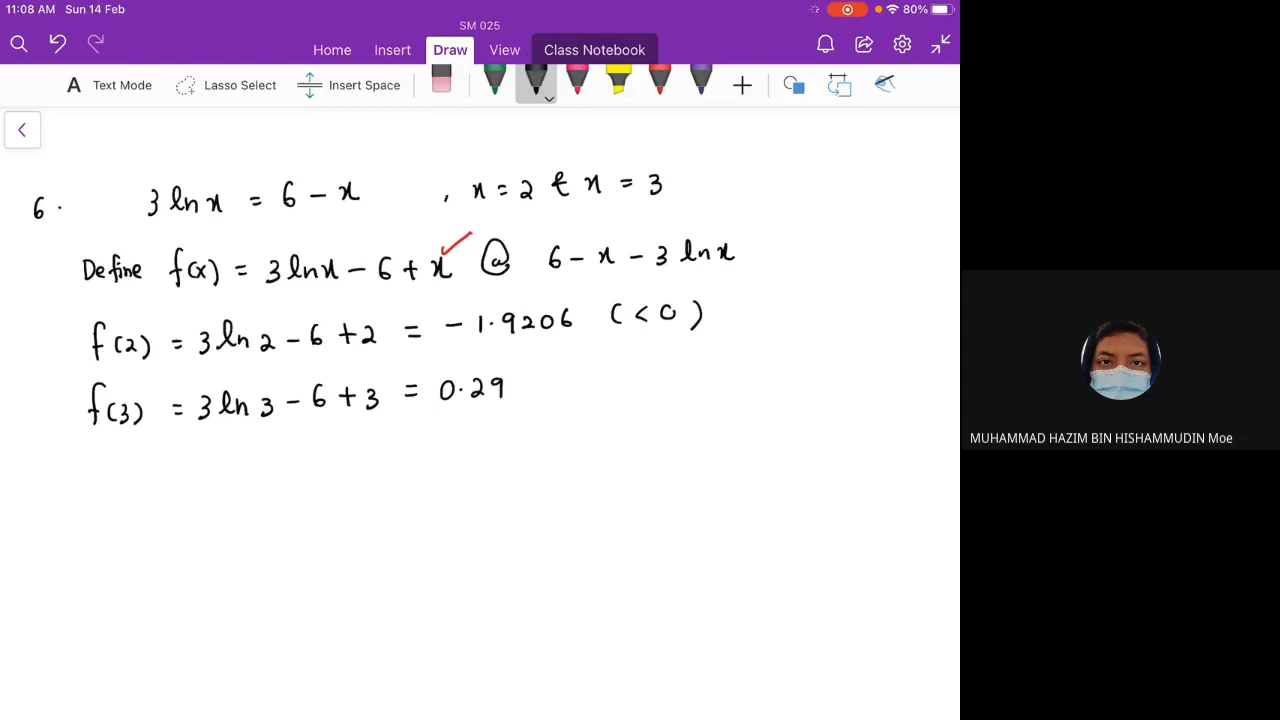 11:08 AM Sun 14 Feb
80%
SM 025
Home Insert Draw View Class Notebook
A Text Mode Lasso Select Insert Space
6. 3 ln x = 6 − x , x = 2 & x = 3
Define f(x) = 3 ln x − 6 + x @ 6 − x − 3 ln x
f(2) = 3 ln 2 − 6 + 2 = − 1.9206 ( < 0 )
f(3) = 3 ln 3 − 6 + 3 = 0.29
MUHAMMAD HAZIM BIN HISHAMMUDIN Moe